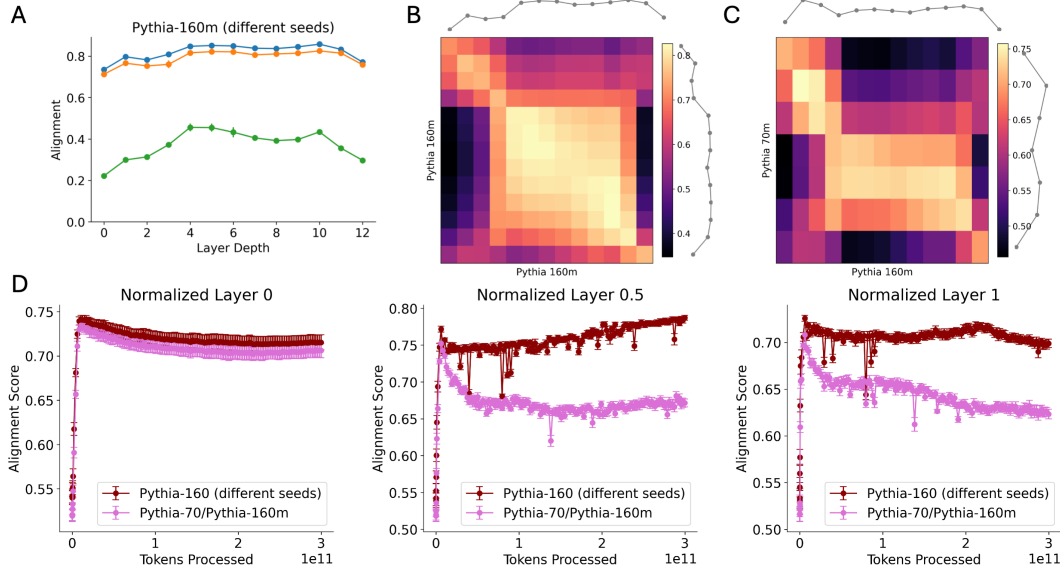 A
Pythia-160m (different seeds)
Alignment
0.8
0.6
0.4
0.2
0.0
0 2 4 6 8 10 12
Layer Depth
B
Pythia 160m
Pythia 160m
0.8
0.7
0.6
0.5
0.4
C
Pythia 70m
Pythia 160m
0.75
0.70
0.65
0.60
0.55
0.50
D
Normalized Layer 0
Alignment Score
0.75
0.70
0.65
0.60
0.55
Pythia-160 (different seeds)
Pythia-70/Pythia-160m
0 1 2 3
1e11
Tokens Processed
Normalized Layer 0.5
Alignment Score
0.80
0.75
0.70
0.65
0.60
0.55
0.50
Pythia-160 (different seeds)
Pythia-70/Pythia-160m
0 1 2 3
1e11
Tokens Processed
Normalized Layer 1
Alignment Score
0.70
0.65
0.60
0.55
0.50
Pythia-160 (different seeds)
Pythia-70/Pythia-160m
0 1 2 3
1e11
Tokens Processed